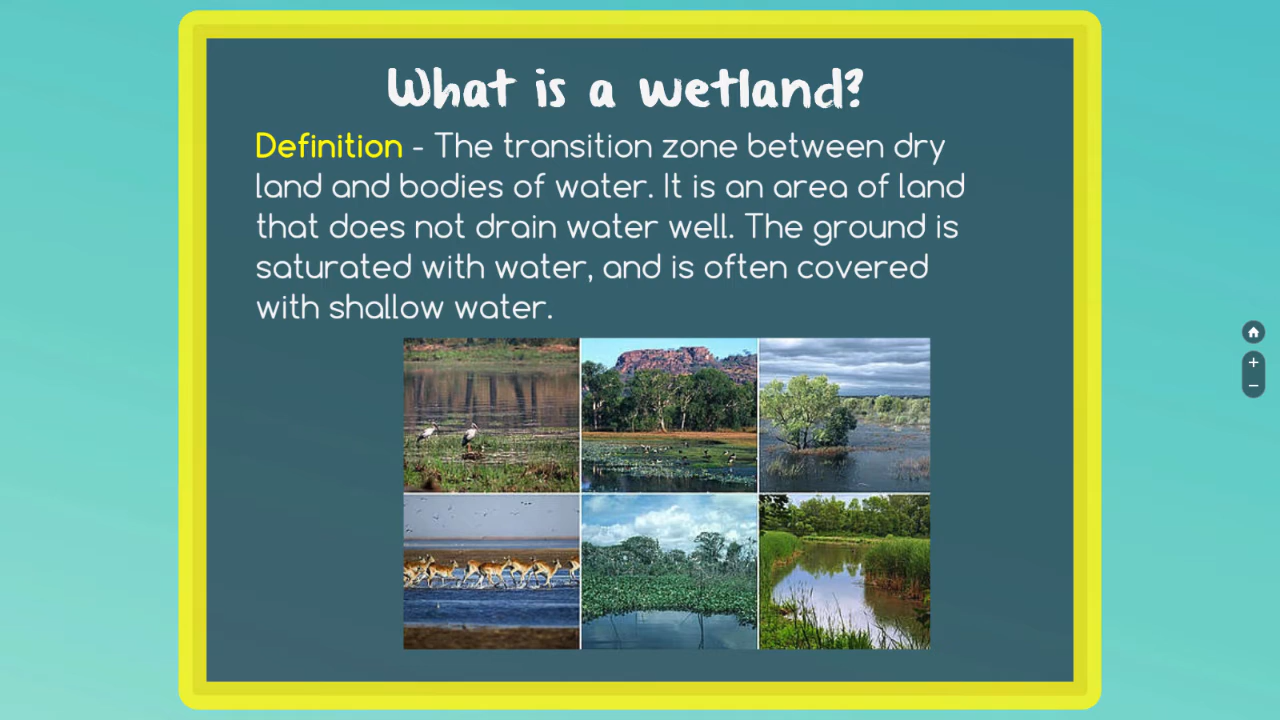 What is a wetland?
Definition - The transition zone between dry
land and bodies of water. It is an area of land
that does not drain water well. The ground is
saturated with water, and is often covered
with shallow water.